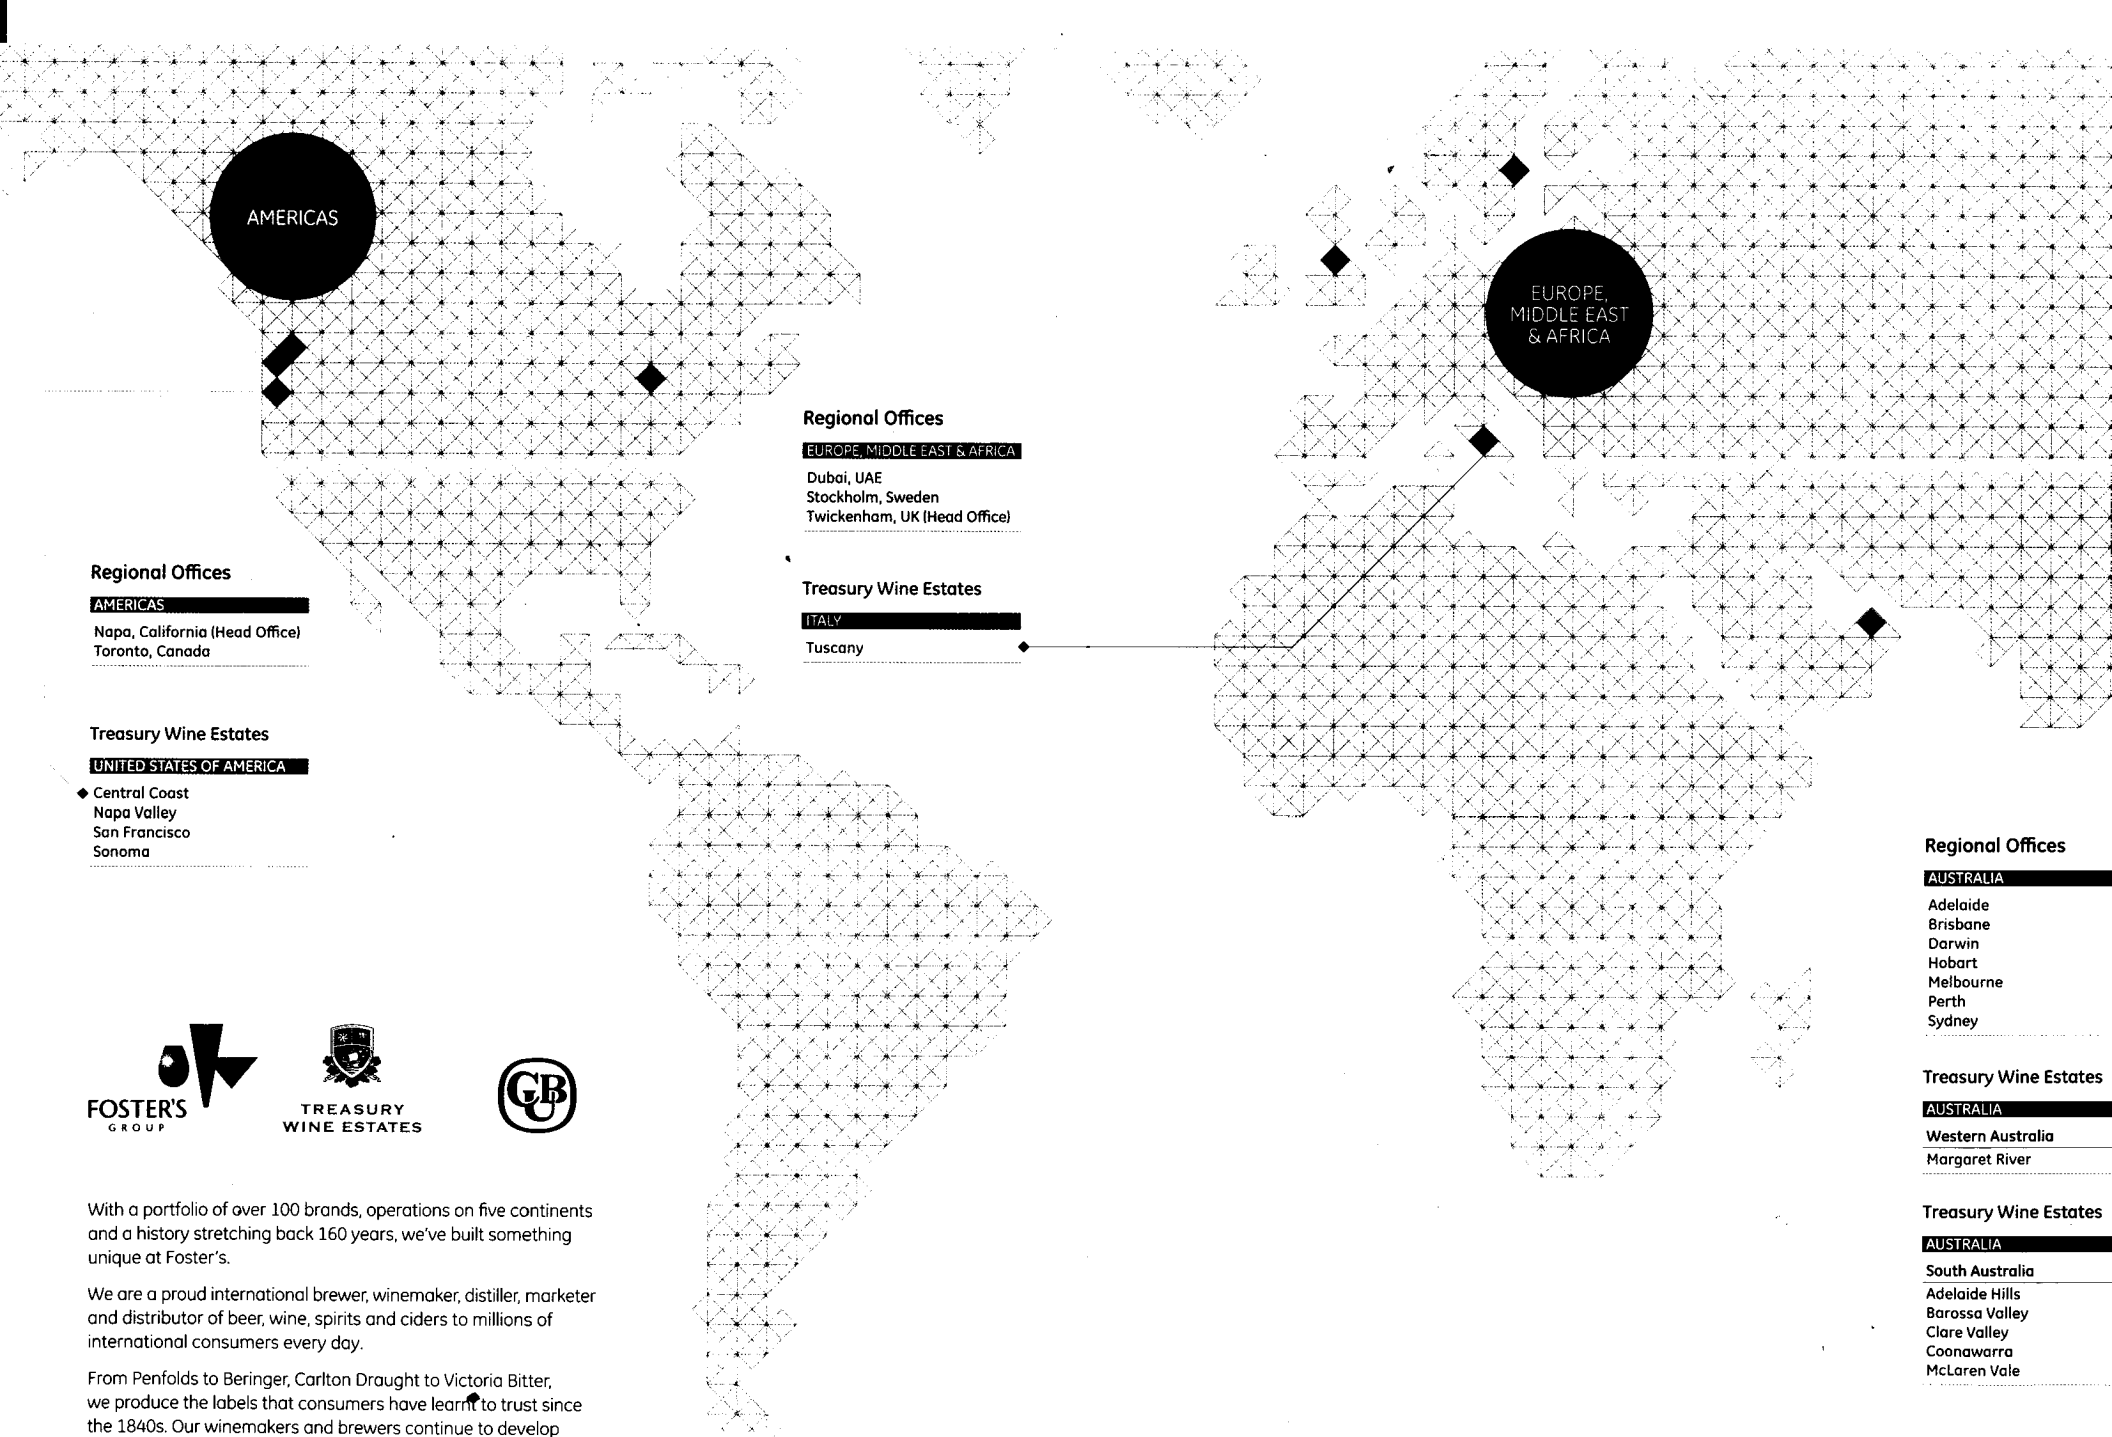 AMERICAS
EUROPE,
MIDDLE EAST
& AFRICA
Regional Offices
EUROPE, MIDDLE EAST & AFRICA
Dubai, UAE
Stockholm, Sweden
Twickenham, UK (Head Office)
Treasury Wine Estates
ITALY
Tuscany
Regional Offices
AMERICAS
Napa, California (Head Office)
Toronto, Canada
Treasury Wine Estates
UNITED STATES OF AMERICA
Central Coast
Napa Valley
San Francisco
Sonoma
Regional Offices
AUSTRALIA
Adelaide
Brisbane
Darwin
Hobart
Melbourne
Perth
Sydney
Treasury Wine Estates
AUSTRALIA
Western Australia
Margaret River
Treasury Wine Estates
AUSTRALIA
South Australia
Adelaide Hills
Barossa Valley
Clare Valley
Coonawarra
McLaren Vale
FOSTER'S
GROUP
TREASURY
WINE ESTATES
CUB
With a portfolio of over 100 brands, operations on five continents
and a history stretching back 160 years, we've built something
unique at Foster's.
We are a proud international brewer, winemaker, distiller, marketer
and distributor of beer, wine, spirits and ciders to millions of
international consumers every day.
From Penfolds to Beringer, Carlton Draught to Victoria Bitter,
we produce the labels that consumers have learnt to trust since
the 1840s. Our winemakers and brewers continue to develop